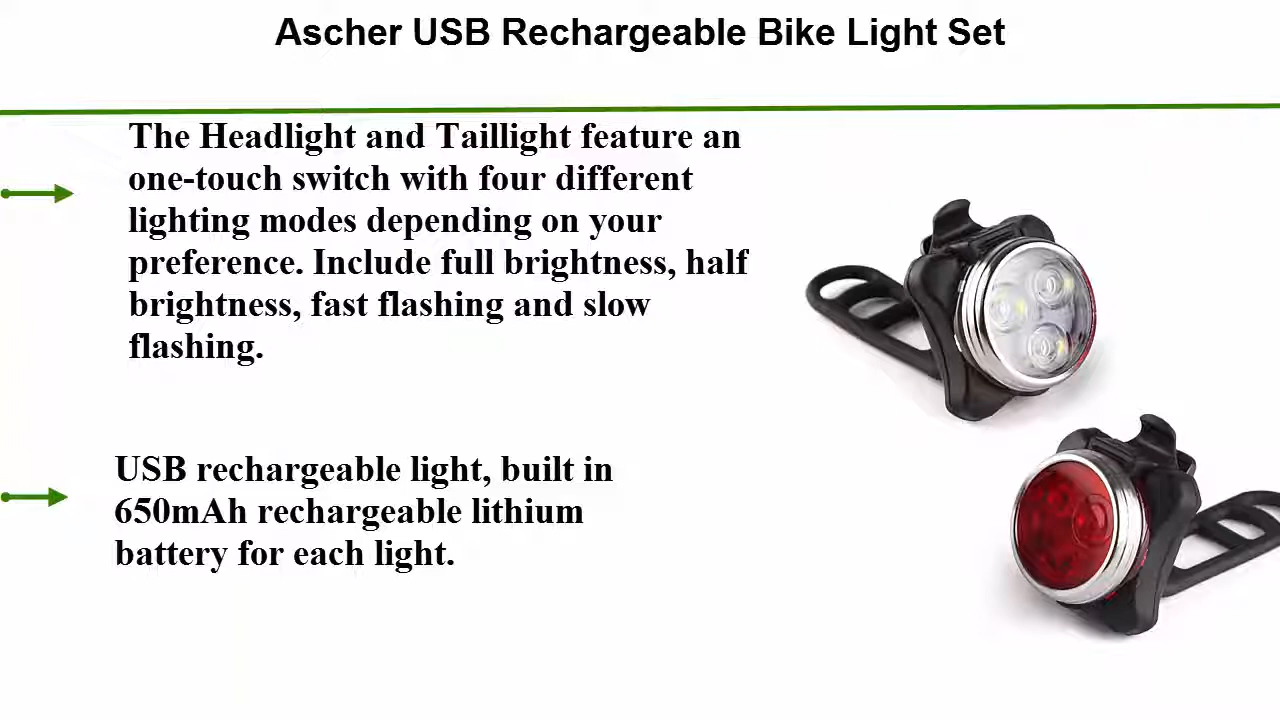 Ascher USB Rechargeable Bike Light Set
The Headlight and Taillight feature an
one-touch switch with four different
lighting modes depending on your
preference. Include full brightness, half
brightness, fast flashing and slow
flashing.
USB rechargeable light, built in
650mAh rechargeable lithium
battery for each light.